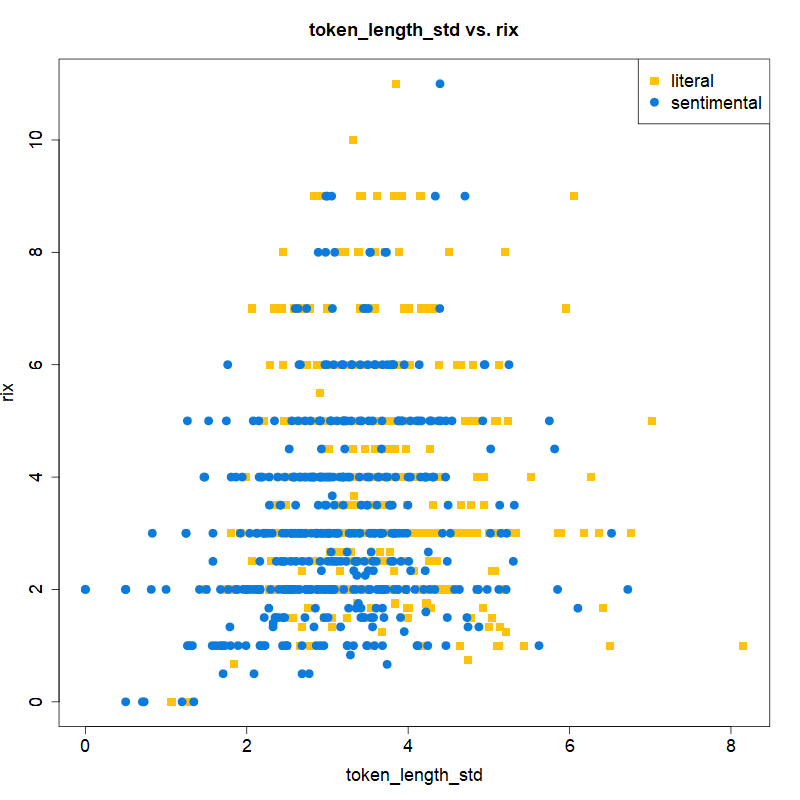 token_length_std vs. rix
literal
sentimental
10
8
6
4
2
0
rix
0 2 4 6 8
token_length_std